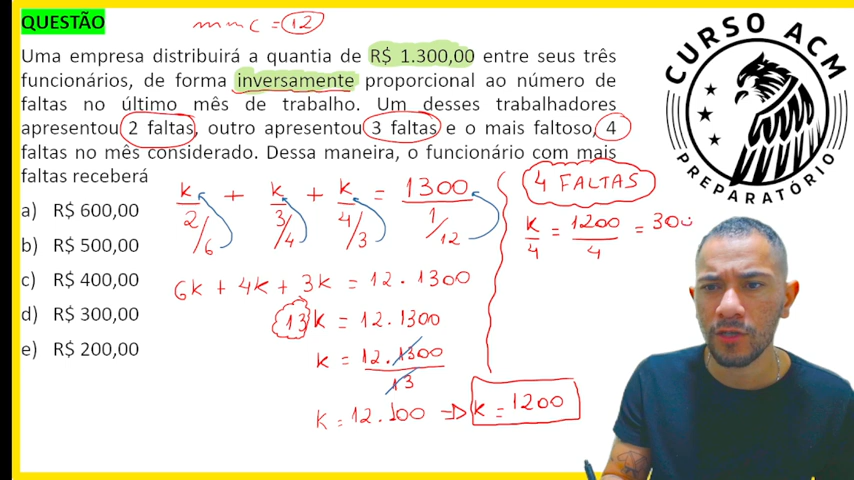 QUESTÃO
mmc = 12
Uma empresa distribuirá a quantia de R$ 1.300,00 entre seus três
funcionários, de forma inversamente proporcional ao número de
faltas no último mês de trabalho. Um desses trabalhadores
apresentou 2 faltas, outro apresentou 3 faltas e o mais faltoso, 4
faltas no mês considerado. Dessa maneira, o funcionário com mais
faltas receberá
a) R$ 600,00
b) R$ 500,00
c) R$ 400,00
d) R$ 300,00
e) R$ 200,00
K/2 + K/3 + K/4 = 1300/1
/6 /4 /3 /12
6K + 4K + 3K = 12.1300
13K = 12.1300
K = 12.1300/13
K = 12.100 => K = 1200
4 FALTAS
K/4 = 1200/4 = 300
CURSO ACM
PREPARATÓRIO